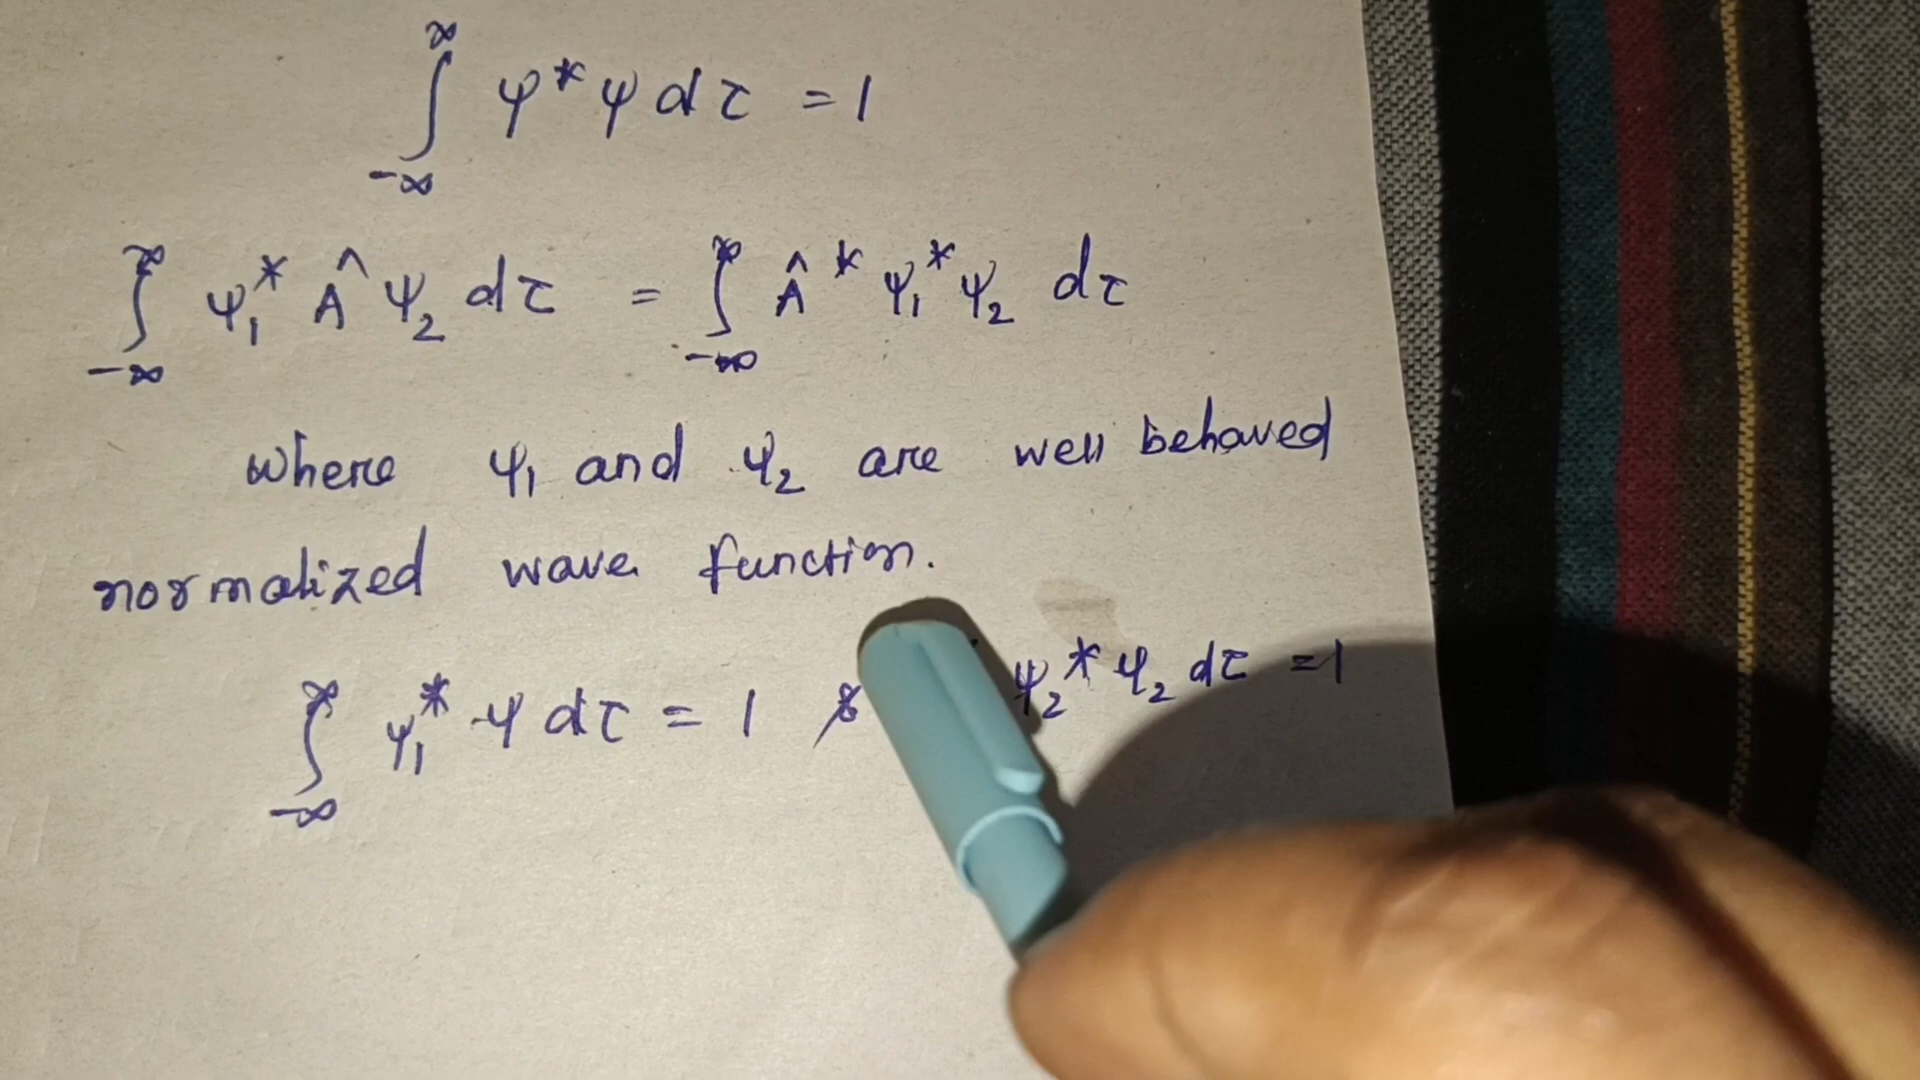 ∫_{-∞}^{∞} ψ* ψ dτ = 1
∫_{-∞}^{∞} ψ₁* Â ψ₂ dτ = ∫_{-∞}^{∞} Â* ψ₁* ψ₂ dτ
where ψ₁ and ψ₂ are well behaved
normalized wave function.
∫_{-∞}^{∞} ψ₁* ψ dτ = 1 & ψ₂* ψ₂ dτ = 1